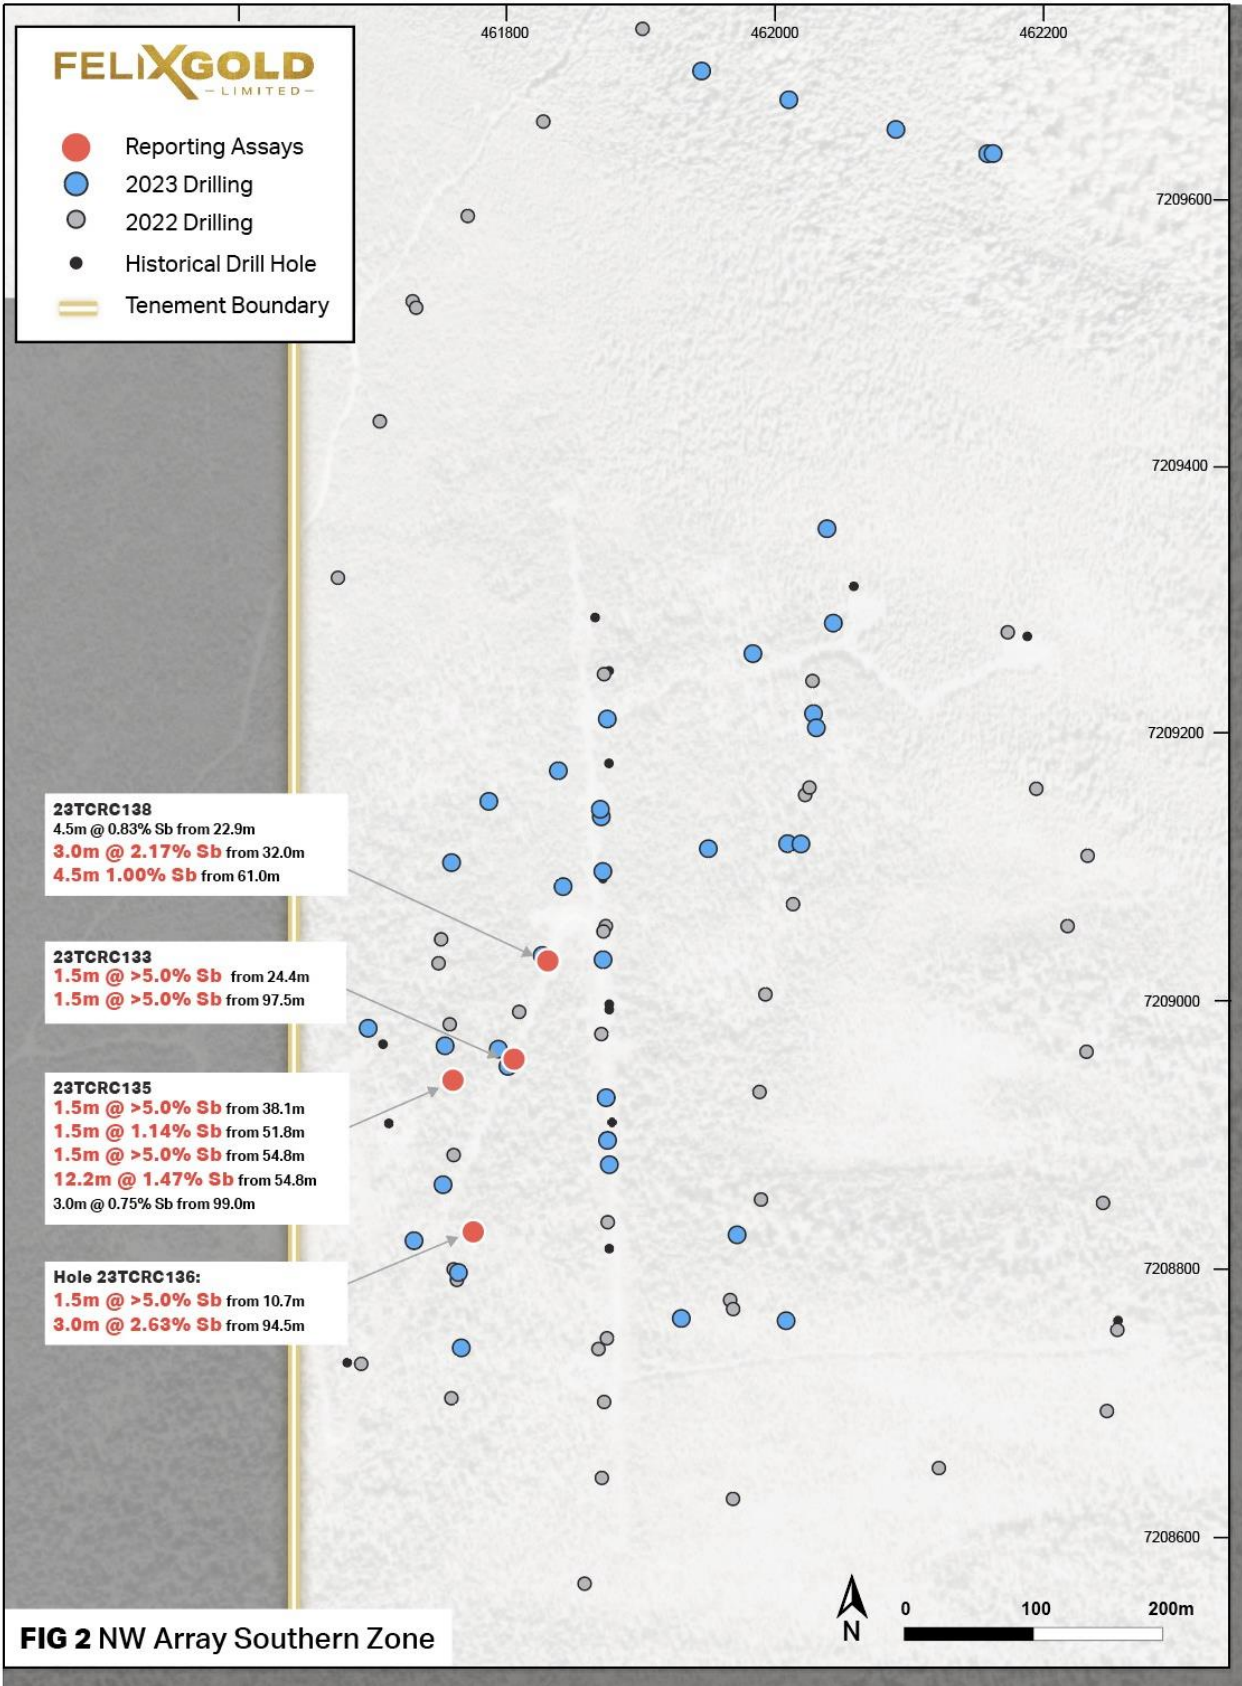 461800
462000
462200
FELIXGOLD
LIMITED
Reporting Assays
2023 Drilling
2022 Drilling
Historical Drill Hole
Tenement Boundary
7209600
7209400
7209200
23TCRC138
4.5m @ 0.83% Sb from 22.9m
3.0m @ 2.17% Sb from 32.0m
4.5m 1.00% Sb from 61.0m
23TCRC133
1.5m @ >5.0% Sb from 24.4m
1.5m @ >5.0% Sb from 97.5m
7209000
23TCRC135
1.5m @ >5.0% Sb from 38.1m
1.5m @ 1.14% Sb from 51.8m
1.5m @ >5.0% Sb from 54.8m
12.2m @ 1.47% Sb from 54.8m
3.0m @ 0.75% Sb from 99.0m
Hole 23TCRC136:
1.5m @ >5.0% Sb from 10.7m
3.0m @ 2.63% Sb from 94.5m
7208800
7208600
0 100 200m
N
FIG 2 NW Array Southern Zone